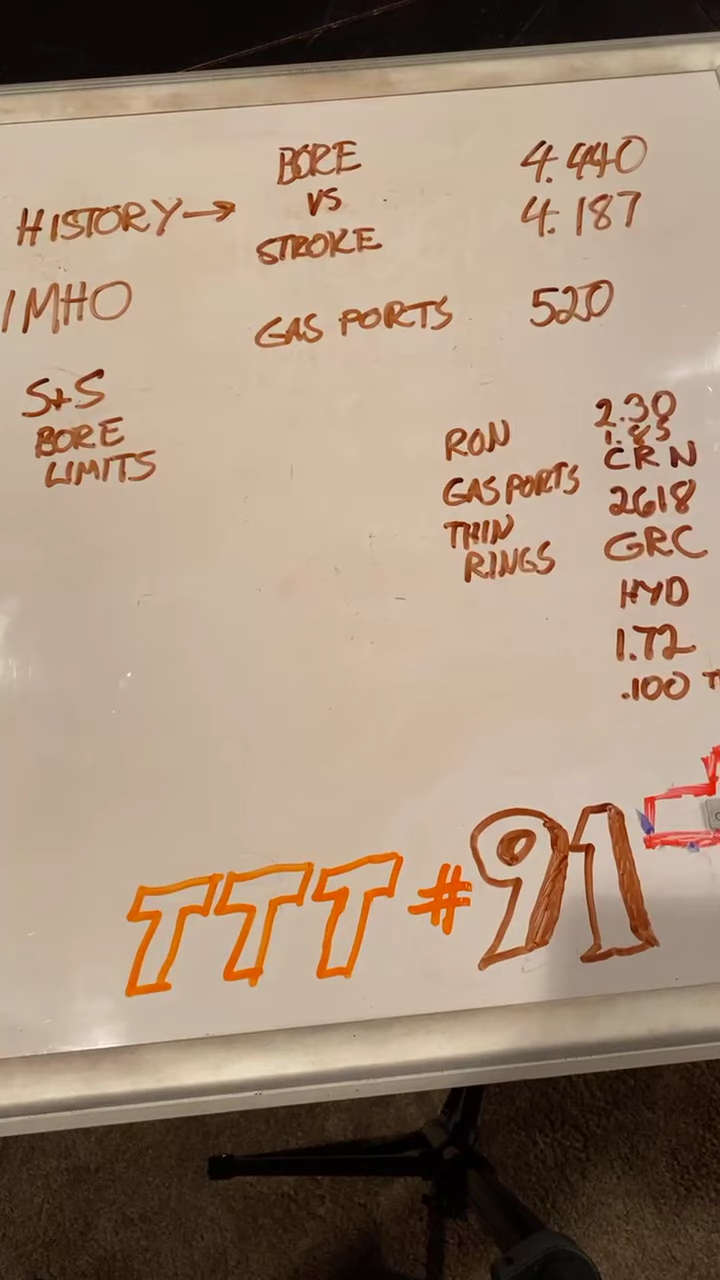 BORE
VS
STROKE
HISTORY →
4.440
4.187
IMHO
GAS PORTS
520
S+S
BORE
LIMITS
RON
GAS PORTS
THIN
RINGS
2.30
1.85
CRN
2618
GRC
HYD
1.72
.100 T
TTT #91